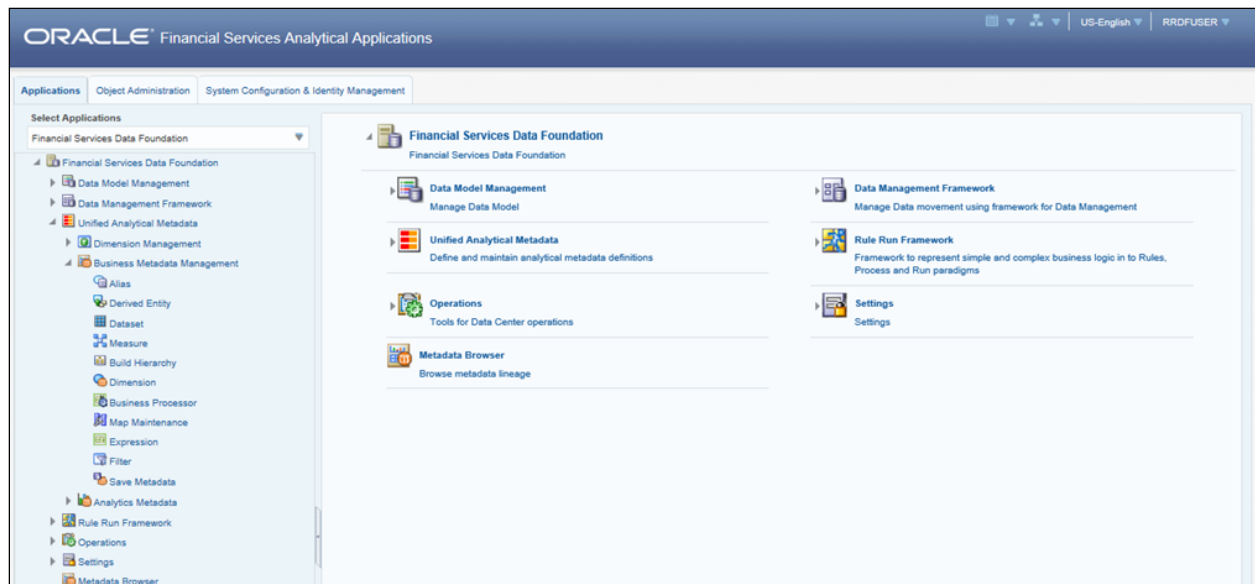 ORACLE Financial Services Analytical Applications
US-English
RRDFUSER
Applications
Object Administration
System Configuration & Identity Management
Select Applications
Financial Services Data Foundation
Financial Services Data Foundation
Data Model Management
Data Management Framework
Unified Analytical Metadata
Dimension Management
Business Metadata Management
Alias
Derived Entity
Dataset
Measure
Build Hierarchy
Dimension
Business Processor
Map Maintenance
Expression
Filter
Save Metadata
Analytics Metadata
Rule Run Framework
Operations
Settings
Metadata Browser
Financial Services Data Foundation
Financial Services Data Foundation
Data Model Management
Manage Data Model
Data Management Framework
Manage Data movement using framework for Data Management
Unified Analytical Metadata
Define and maintain analytical metadata definitions
Rule Run Framework
Framework to represent simple and complex business logic in to Rules,
Process and Run paradigms
Operations
Tools for Data Center operations
Settings
Settings
Metadata Browser
Browse metadata lineage